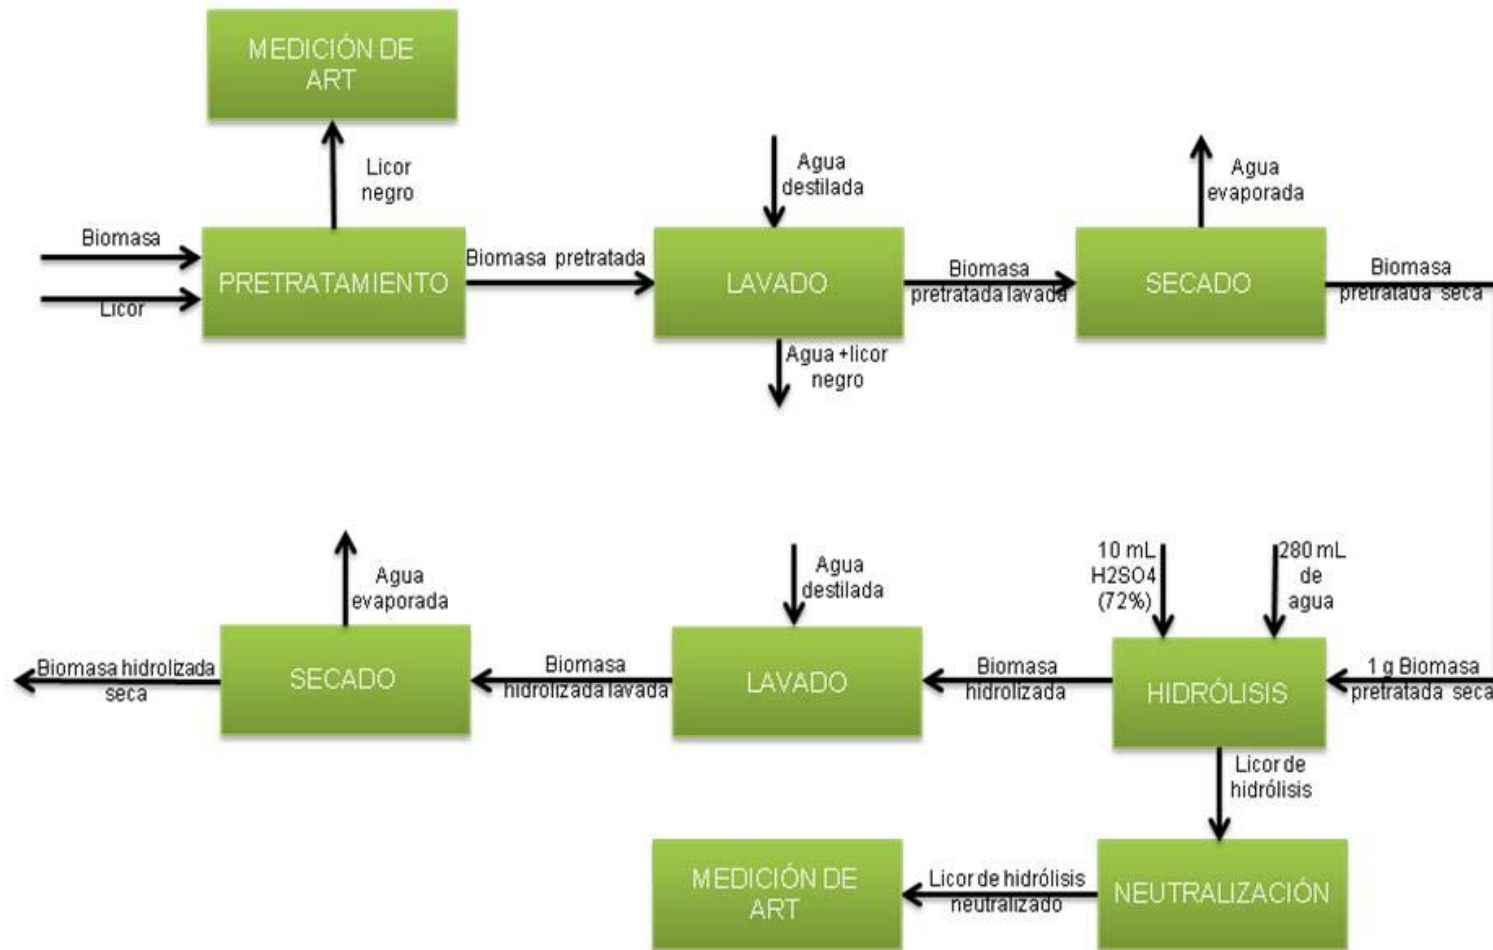 MEDICIÓN DE
ART
Licor
negro
Agua
destilada
Agua
evaporada
Biomasa
Licor
PRETRATAMIENTO
Biomasa pretratada
LAVADO
Biomasa
pretratada lavada
SECADO
Biomasa
pretratada seca
Agua +licor
negro
Agua
evaporada
Agua
destilada
10 mL
H2SO4
(72%)
280 mL
de
agua
Biomasa hidrolizada
seca
SECADO
Biomasa
hidrolizada lavada
LAVADO
Biomasa
hidrolizada
HIDRÓLISIS
1 g Biomasa
pretratada seca
Licor de
hidrólisis
MEDICIÓN DE
ART
Licor de hidrólisis
neutralizado
NEUTRALIZACIÓN